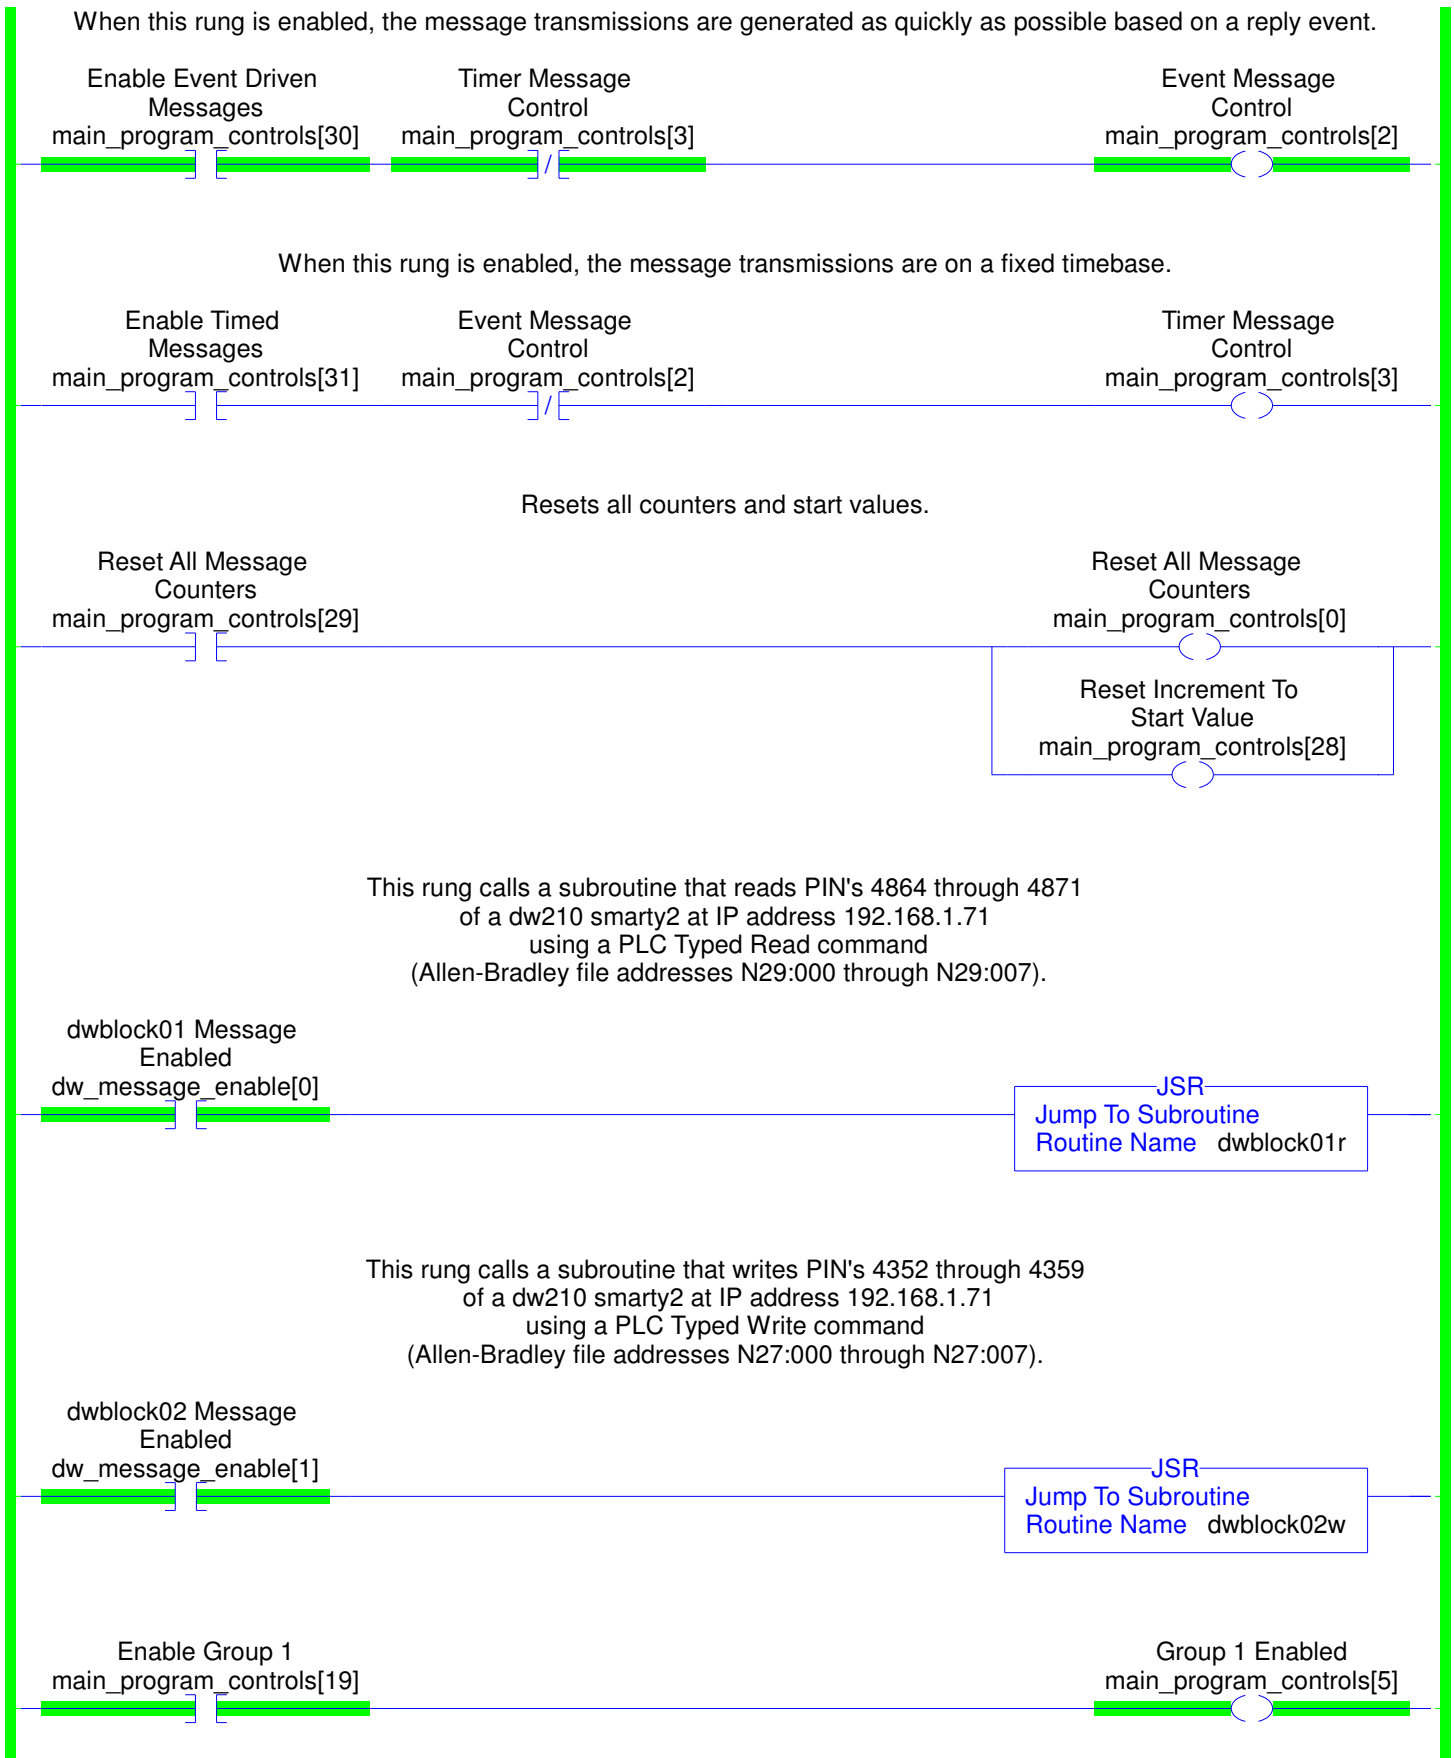 When this rung is enabled, the message transmissions are generated as quickly as possible based on a reply event.
Enable Event Driven
Messages
main_program_controls[30]
Timer Message
Control
main_program_controls[3]
/
Event Message
Control
main_program_controls[2]
When this rung is enabled, the message transmissions are on a fixed timebase.
Enable Timed
Messages
main_program_controls[31]
Event Message
Control
main_program_controls[2]
/
Timer Message
Control
main_program_controls[3]
Resets all counters and start values.
Reset All Message
Counters
main_program_controls[29]
Reset All Message
Counters
main_program_controls[0]
Reset Increment To
Start Value
main_program_controls[28]
This rung calls a subroutine that reads PIN's 4864 through 4871
of a dw210 smarty2 at IP address 192.168.1.71
using a PLC Typed Read command
(Allen-Bradley file addresses N29:000 through N29:007).
dwblock01 Message
Enabled
dw_message_enable[0]
JSR
Jump To Subroutine
Routine Name dwblock01r
This rung calls a subroutine that writes PIN's 4352 through 4359
of a dw210 smarty2 at IP address 192.168.1.71
using a PLC Typed Write command
(Allen-Bradley file addresses N27:000 through N27:007).
dwblock02 Message
Enabled
dw_message_enable[1]
JSR
Jump To Subroutine
Routine Name dwblock02w
Enable Group 1
main_program_controls[19]
Group 1 Enabled
main_program_controls[5]